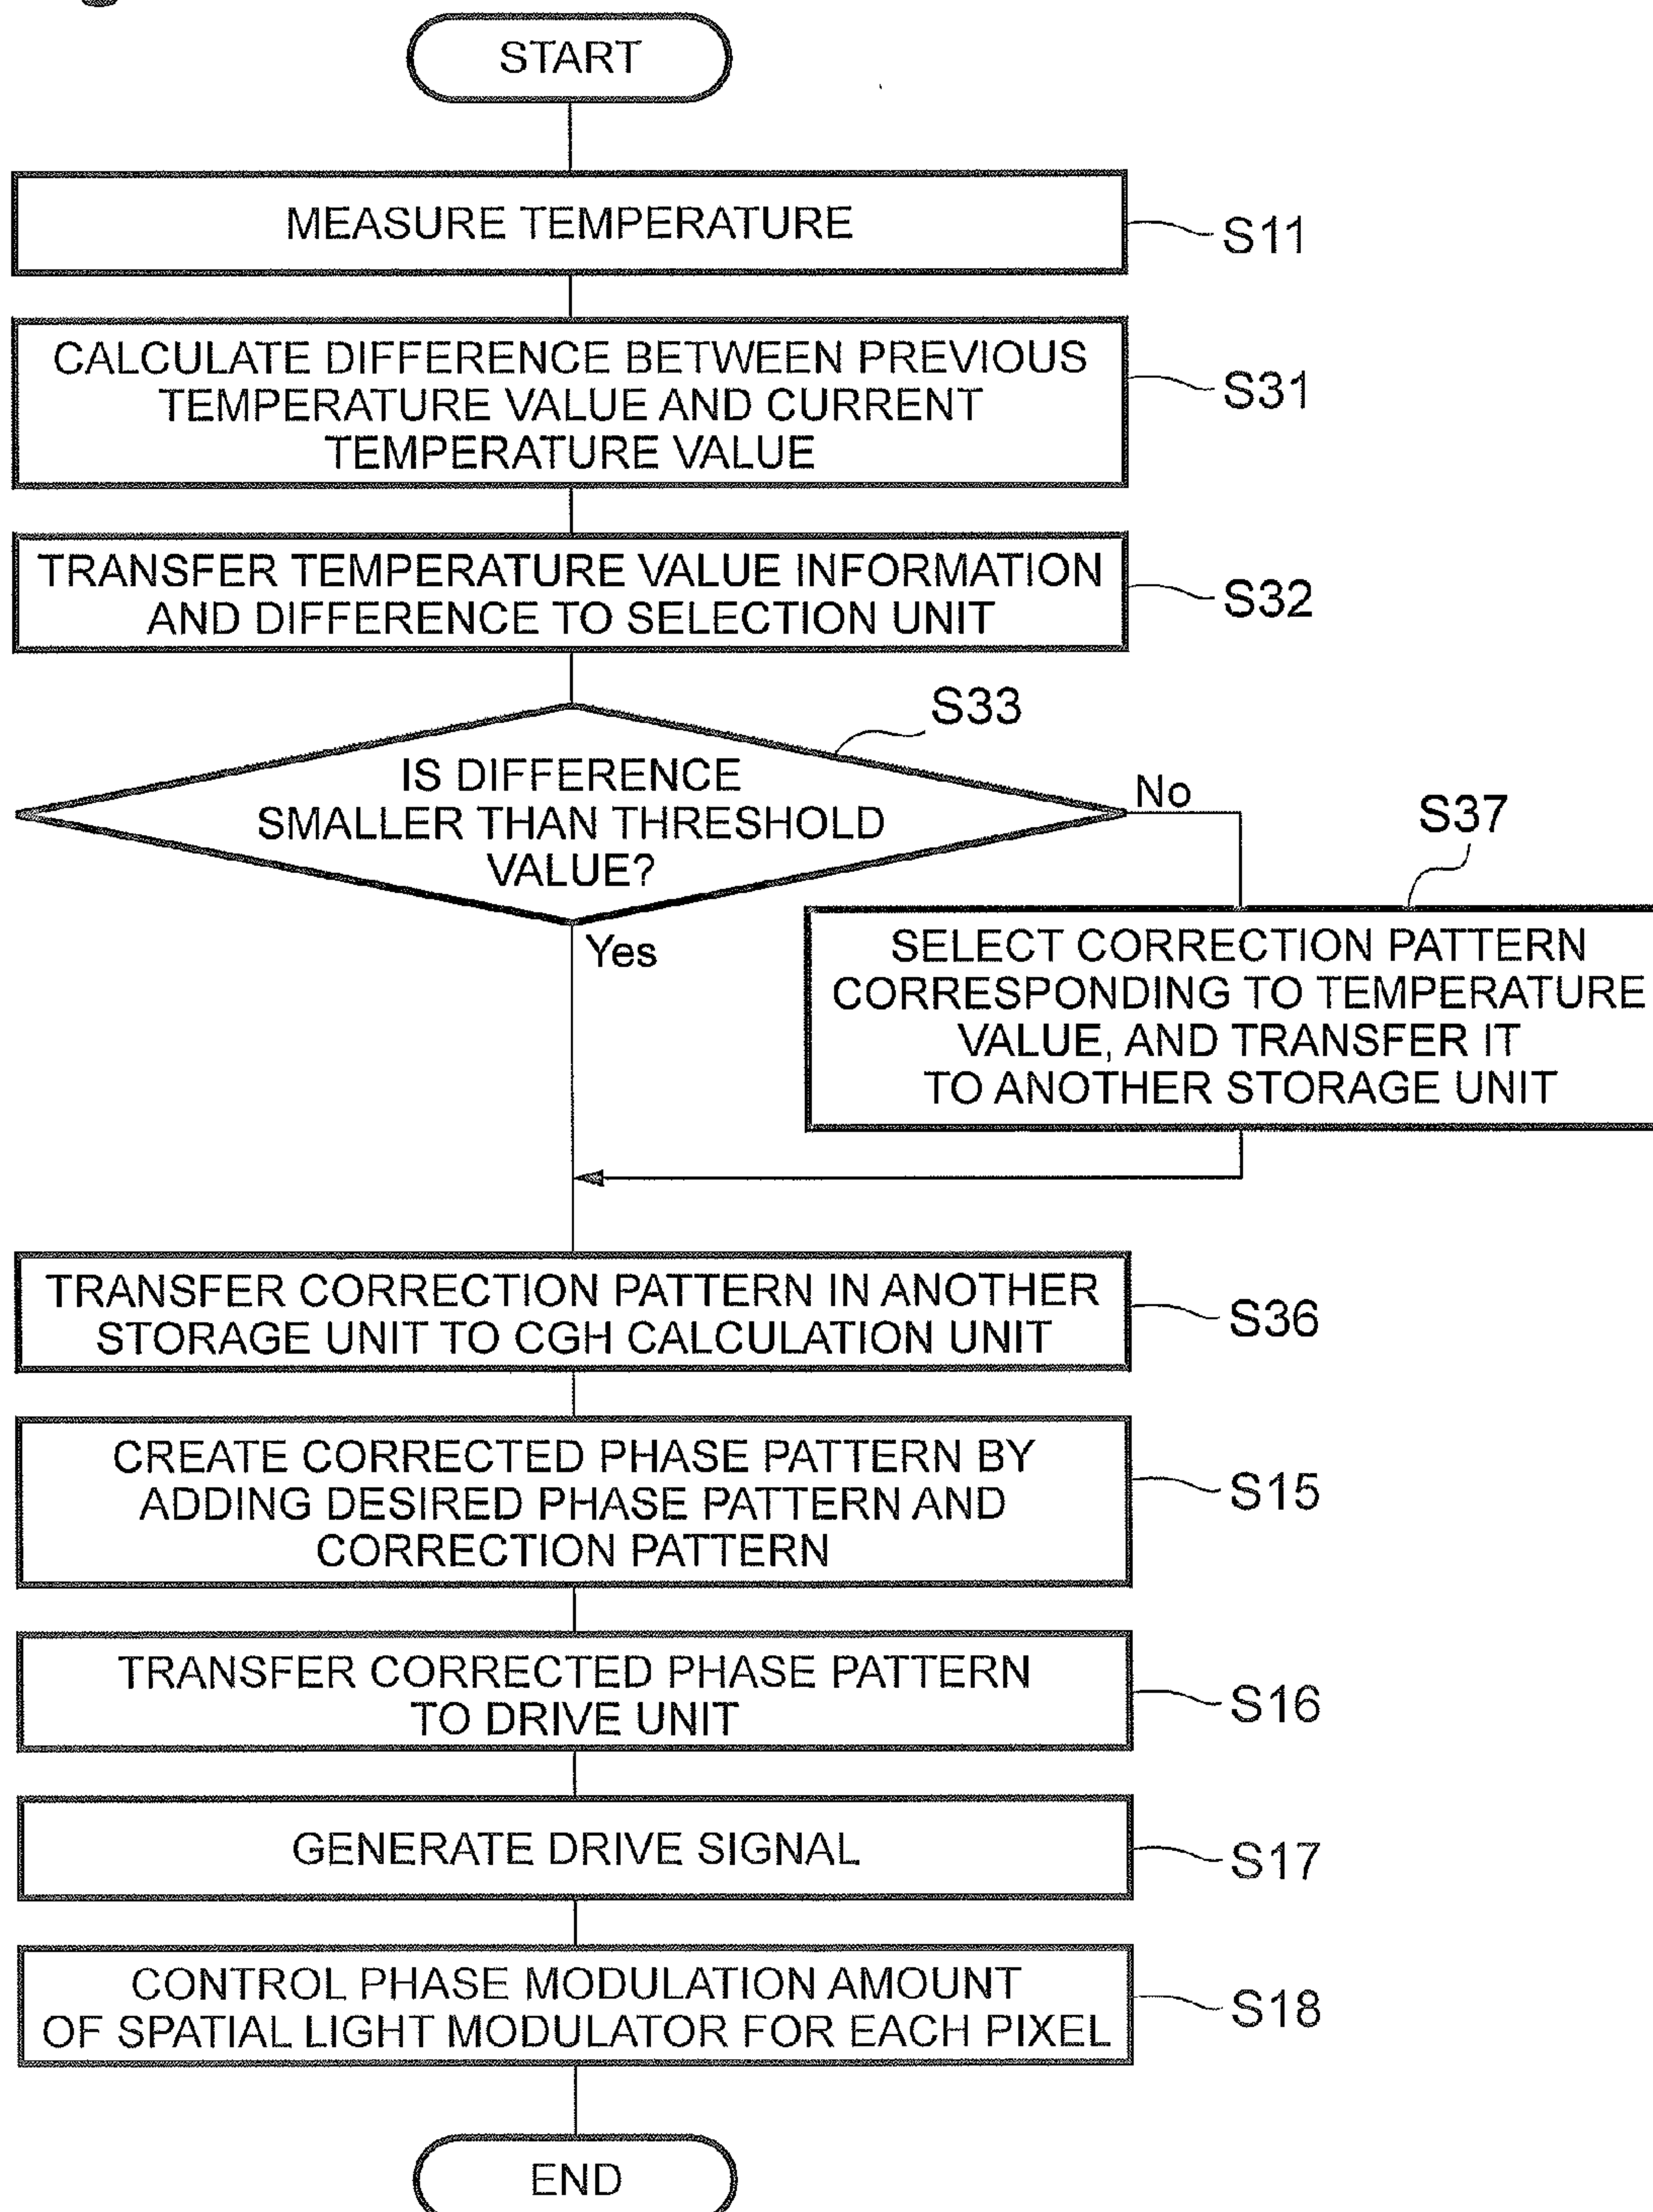 START
MEASURE TEMPERATURE
S11
CALCULATE DIFFERENCE BETWEEN PREVIOUS
TEMPERATURE VALUE AND CURRENT
TEMPERATURE VALUE
S31
TRANSFER TEMPERATURE VALUE INFORMATION
AND DIFFERENCE TO SELECTION UNIT
S32
S33
IS DIFFERENCE
SMALLER THAN THRESHOLD
VALUE?
No
Yes
S37
SELECT CORRECTION PATTERN
CORRESPONDING TO TEMPERATURE
VALUE, AND TRANSFER IT
TO ANOTHER STORAGE UNIT
TRANSFER CORRECTION PATTERN IN ANOTHER
STORAGE UNIT TO CGH CALCULATION UNIT
S36
CREATE CORRECTED PHASE PATTERN BY
ADDING DESIRED PHASE PATTERN AND
CORRECTION PATTERN
S15
TRANSFER CORRECTED PHASE PATTERN
TO DRIVE UNIT
S16
GENERATE DRIVE SIGNAL
S17
CONTROL PHASE MODULATION AMOUNT
OF SPATIAL LIGHT MODULATOR FOR EACH PIXEL
S18
END